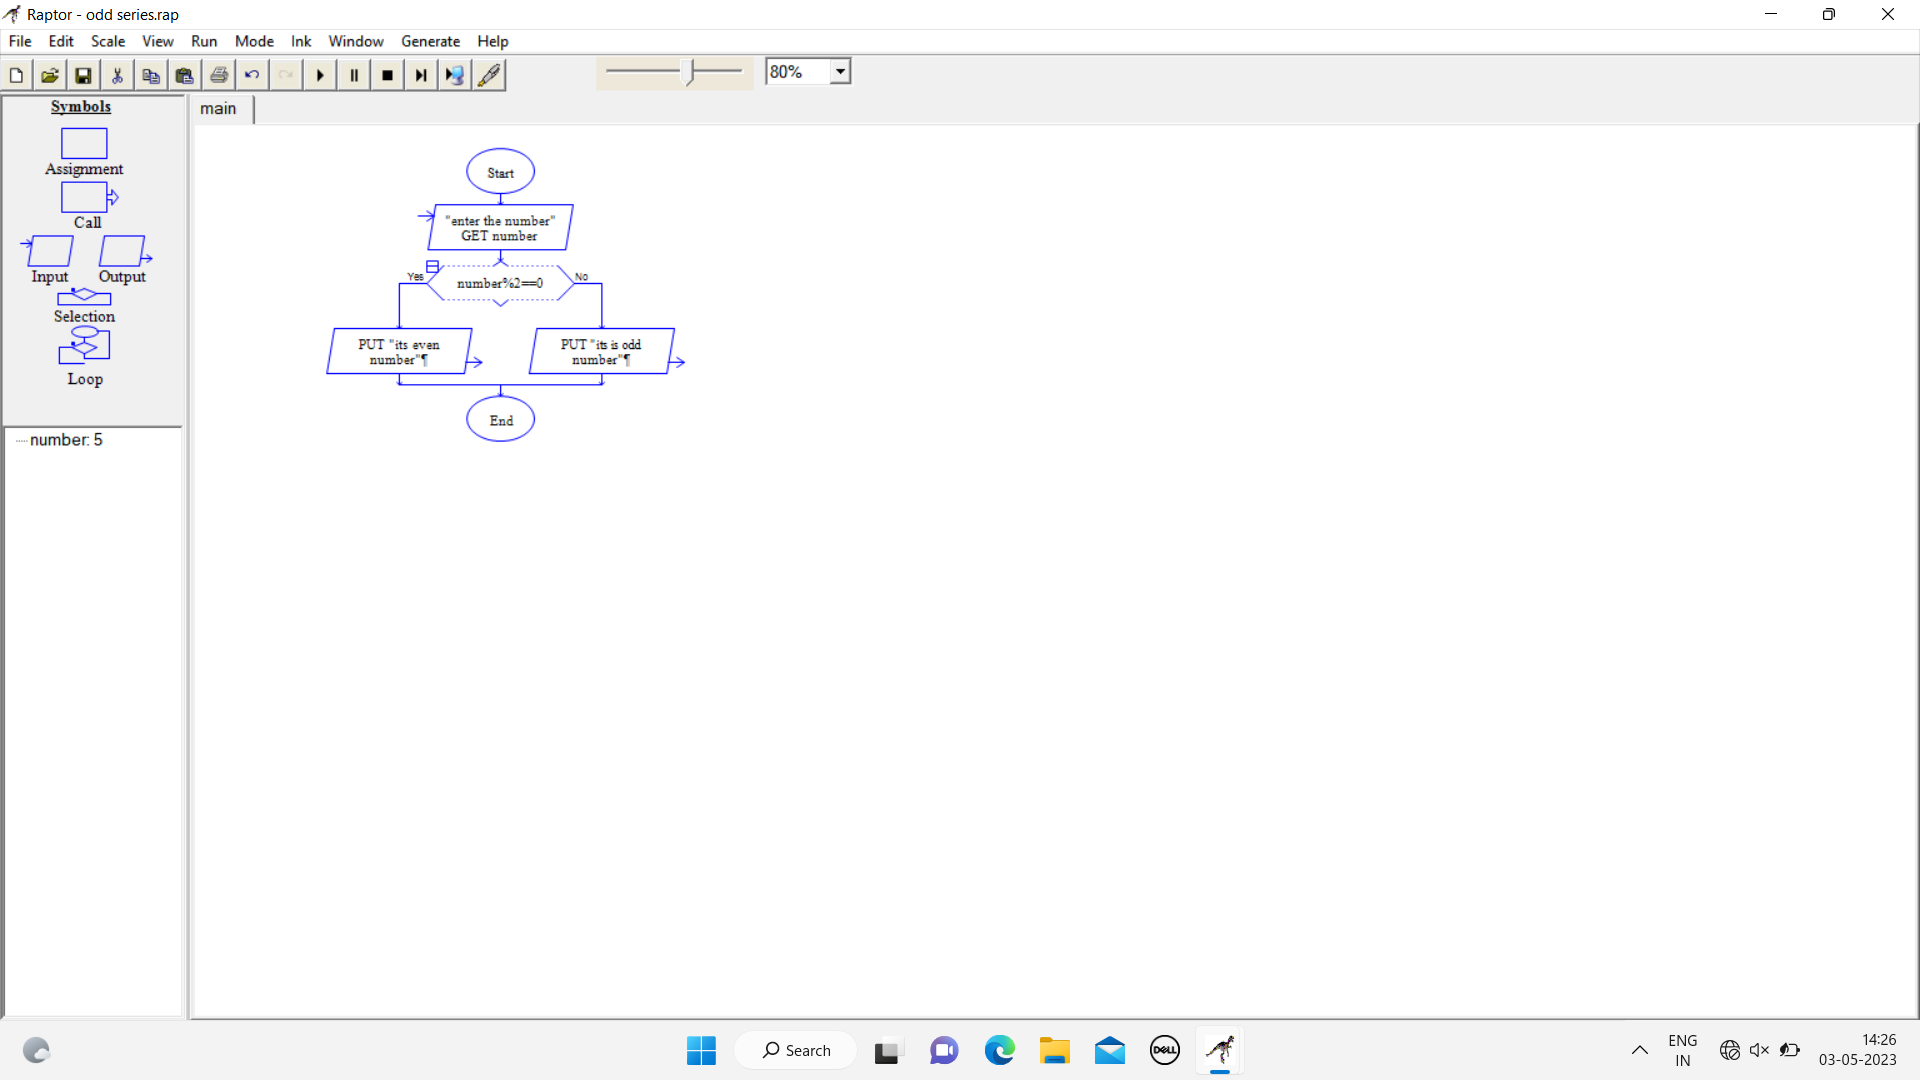 Raptor - odd series.rap
File Edit Scale View Run Mode Ink Window Generate Help
80%
Symbols
main
Assignment
Call
Input Output
Selection
Loop
number: 5
Start
"enter the number"
GET number
Yes
No
number%2==0
PUT "its even
number"¶
PUT "its is odd
number"¶
End
Search
DELL
ENG
IN
14:26
03-05-2023